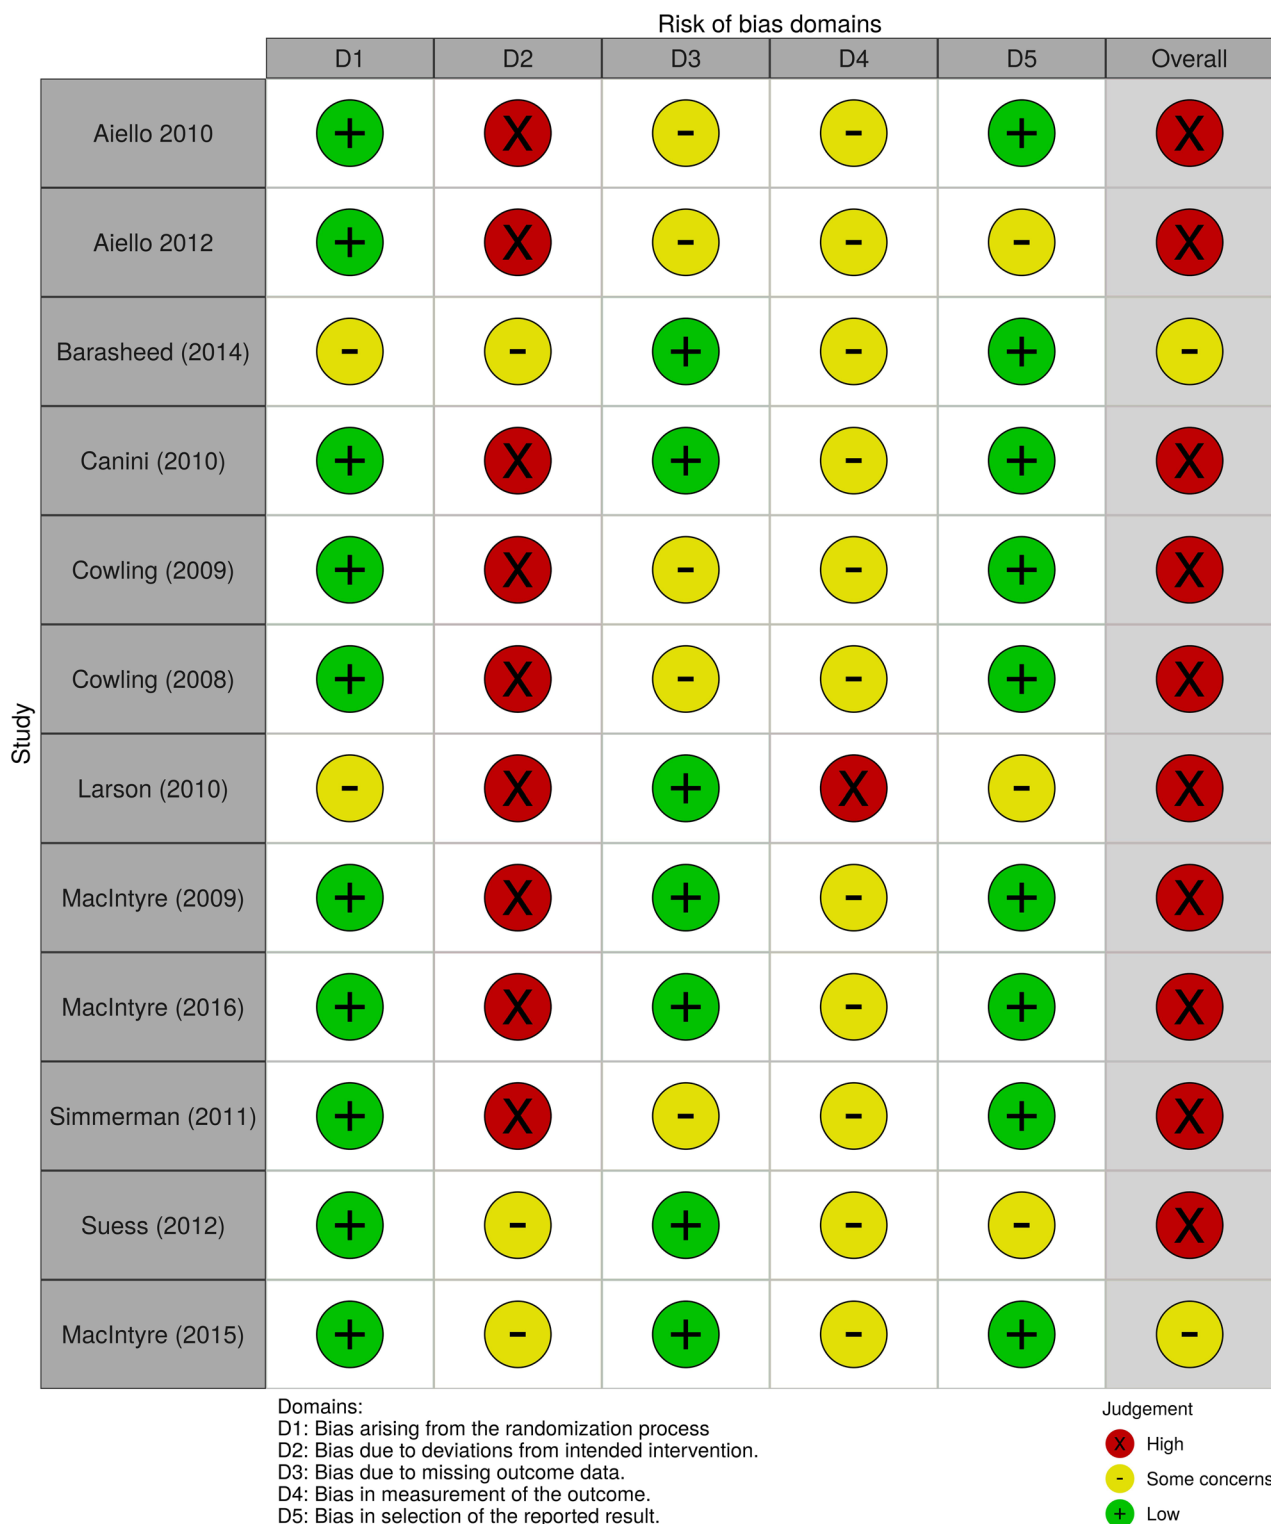 Risk of bias domains
D1 D2 D3 D4 D5 Overall
Study
Aiello 2010 + X - - + X
Aiello 2012 + X - - - X
Barasheed (2014) - - + - + -
Canini (2010) + X + - + X
Cowling (2009) + X - - + X
Cowling (2008) + X - - + X
Larson (2010) - X + X - X
MacIntyre (2009) + X + - + X
MacIntyre (2016) + X + - + X
Simmerman (2011) + X - - + X
Suess (2012) + - + - - X
MacIntyre (2015) + - + - + -
Domains:
D1: Bias arising from the randomization process
D2: Bias due to deviations from intended intervention.
D3: Bias due to missing outcome data.
D4: Bias in measurement of the outcome.
D5: Bias in selection of the reported result.
Judgement
X High
- Some concerns
+ Low